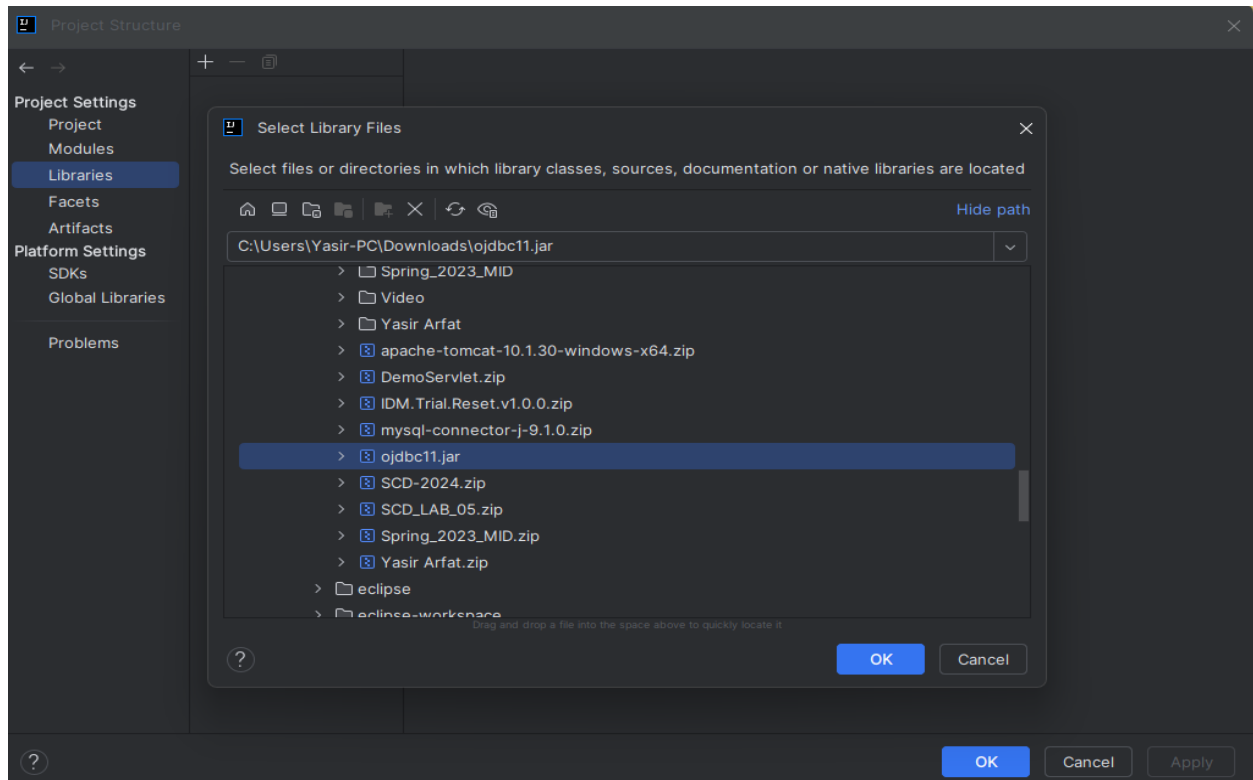 Project Structure
Project Settings
Project
Modules
Libraries
Facets
Artifacts
Platform Settings
SDKs
Global Libraries
Problems
Select Library Files
Select files or directories in which library classes, sources, documentation or native libraries are located
Hide path
C:\Users\Yasir-PC\Downloads\ojdbc11.jar
Spring_2023_MID
Video
Yasir Arfat
apache-tomcat-10.1.30-windows-x64.zip
DemoServlet.zip
IDM.Trial.Reset.v1.0.0.zip
mysql-connector-j-9.1.0.zip
ojdbc11.jar
SCD-2024.zip
SCD_LAB_05.zip
Spring_2023_MID.zip
Yasir Arfat.zip
eclipse
eclipse-workspace
Drag and drop a file into the space above to quickly locate it
? OK Cancel
? OK Cancel Apply